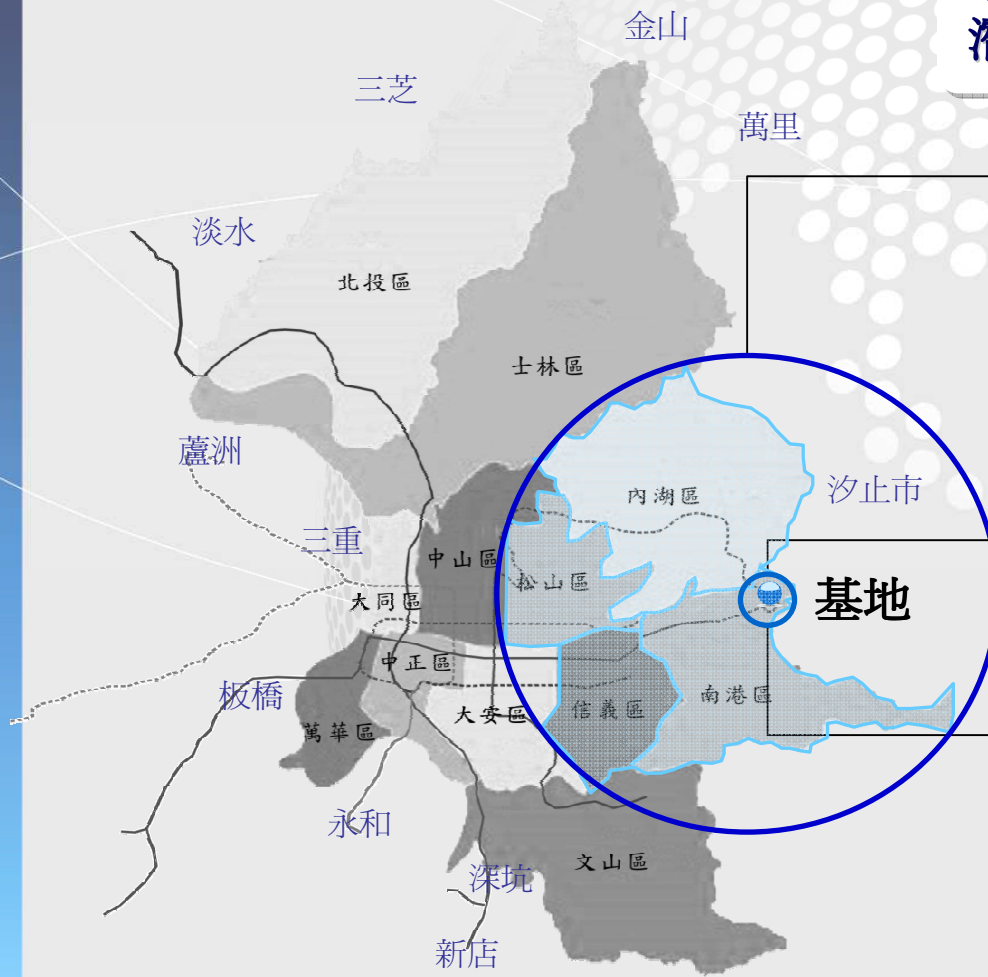 金山
三芝
萬里
淡水
北投區
士林區
蘆洲
內湖區
汐止市
三重
中山區
松山區
大同區
基地
中正區
板橋
大安區
信義區
南港區
萬華區
永和
文山區
深坑
新店